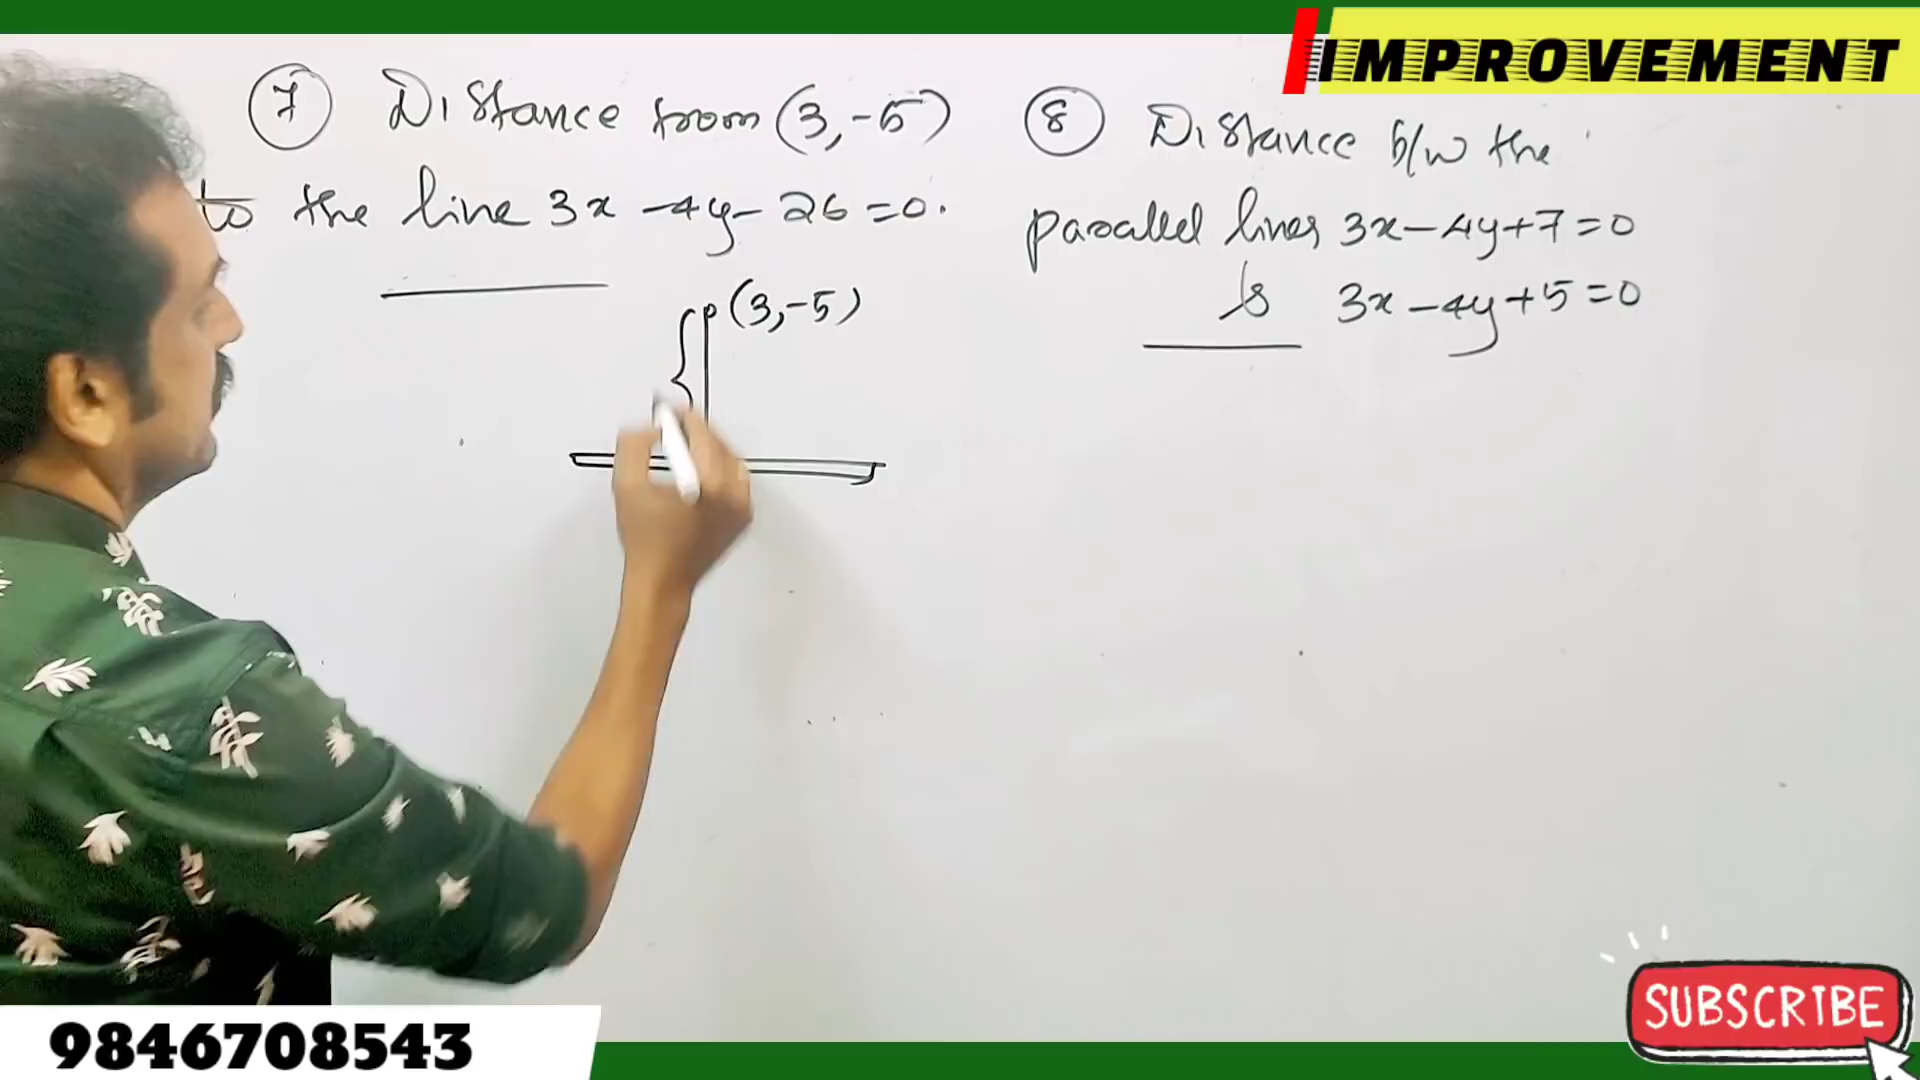 IMPROVEMENT
7 Distance from (3,-5)
to the line 3x-4y-26=0.
p(3,-5)
8 Distance b/w the
parallel lines 3x-4y+7=0
is 3x-4y+5=0
9846708543
SUBSCRIBE